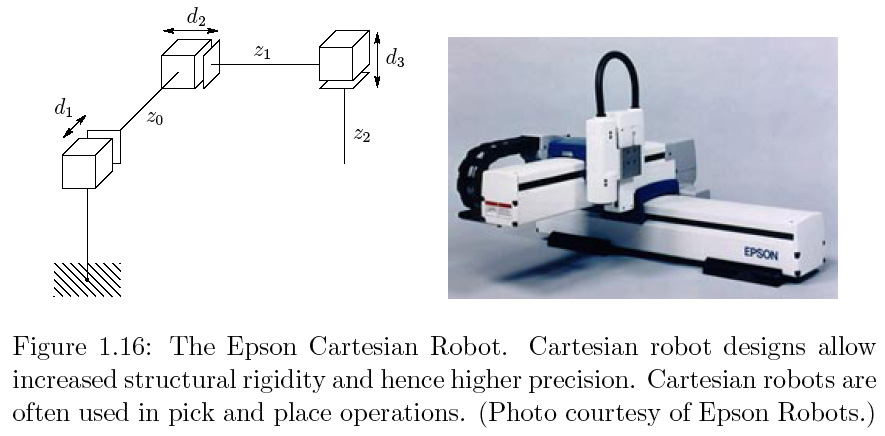 d₂
z₁
d₃
d₁
z₀
z₂
EPSON
Figure 1.16: The Epson Cartesian Robot. Cartesian robot designs allow
increased structural rigidity and hence higher precision. Cartesian robots are
often used in pick and place operations. (Photo courtesy of Epson Robots.)